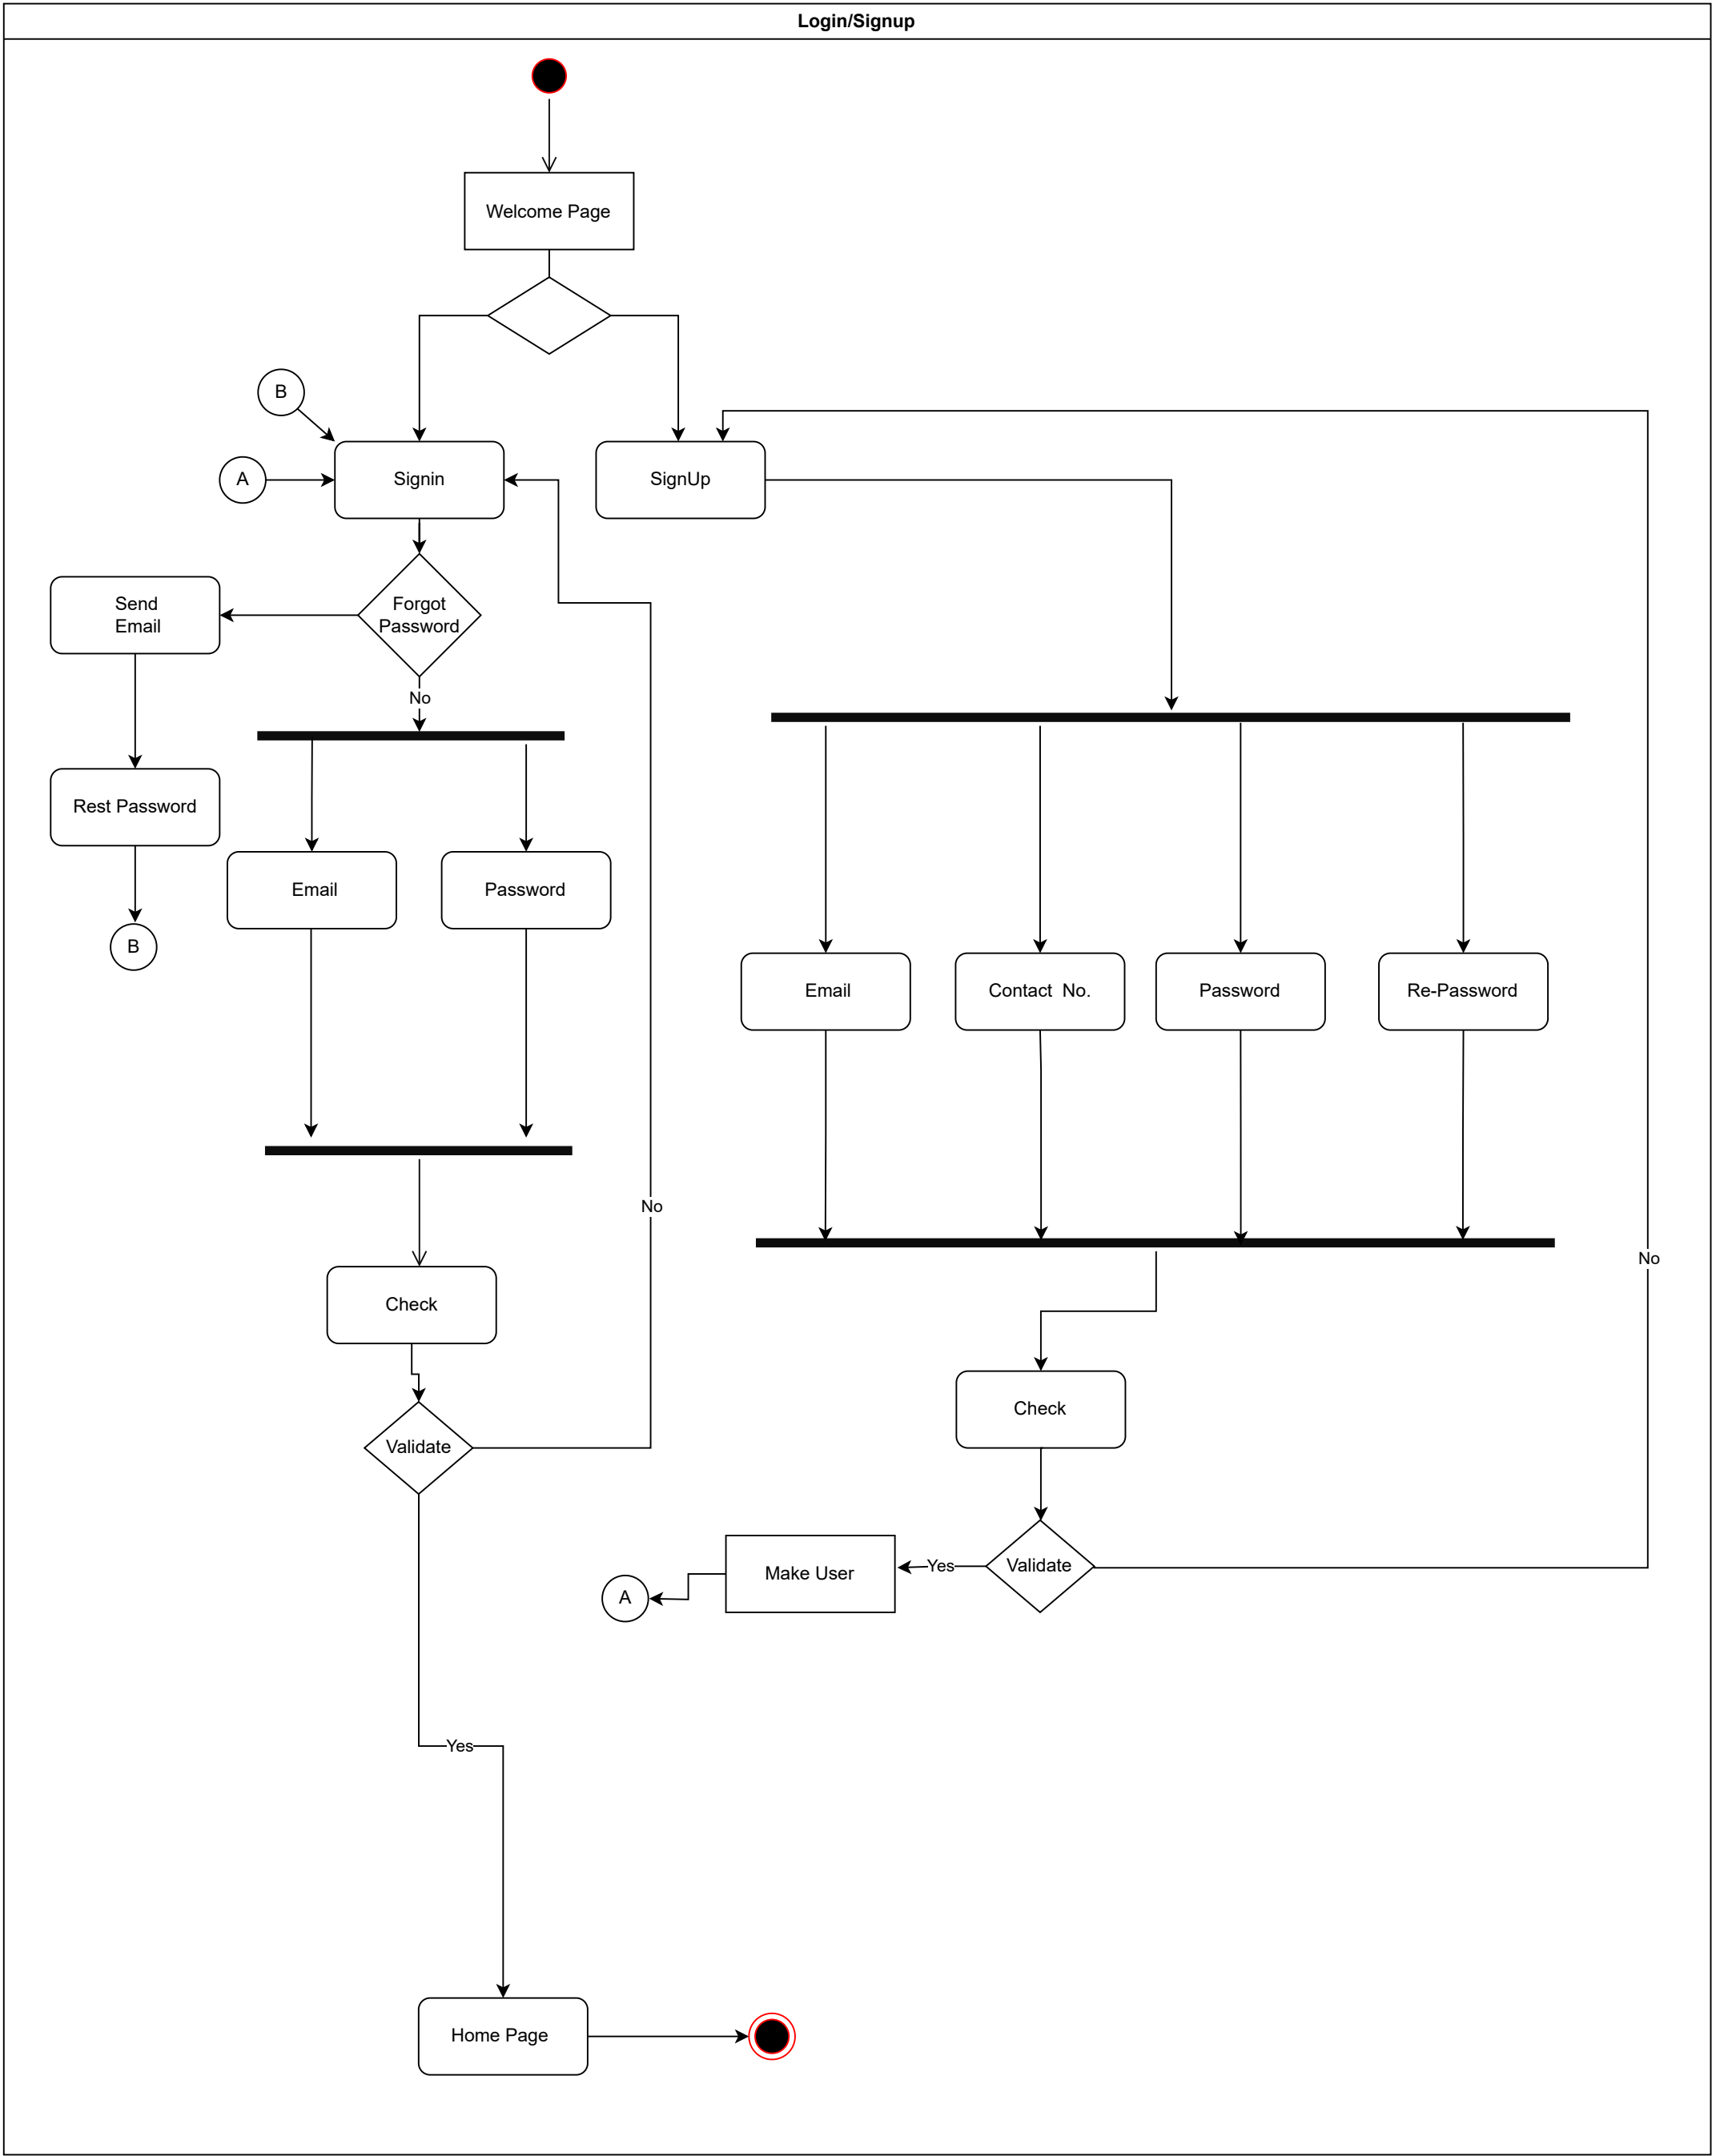 Login/Signup
Welcome Page
B
A
Signin
SignUp
Send
Email
Forgot
Password
No
Rest Password
Email
Password
B
Email
Contact  No.
Password
Re-Password
No
No
Check
Check
Validate
Make User
Yes
Validate
A
Yes
Home Page